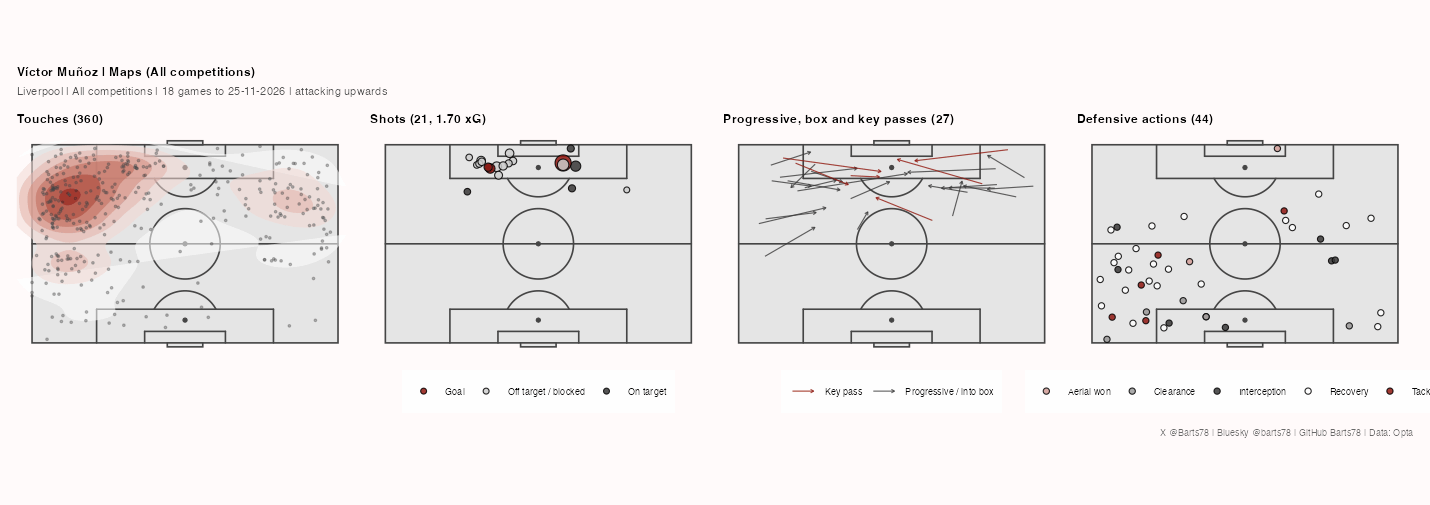 Víctor Muñoz | Maps (All competitions)
Liverpool | All competitions | 18 games to 25-11-2026 | attacking upwards
Touches (360)
Shots (21, 1.70 xG)
Progressive, box and key passes (27)
Defensive actions (44)
Goal
Off target / blocked
On target
Key pass
Progressive / into box
Aerial won
Clearance
Interception
Recovery
Tack
X @Barts78 | Bluesky @barts78 | GitHub Barts78 | Data: Opta